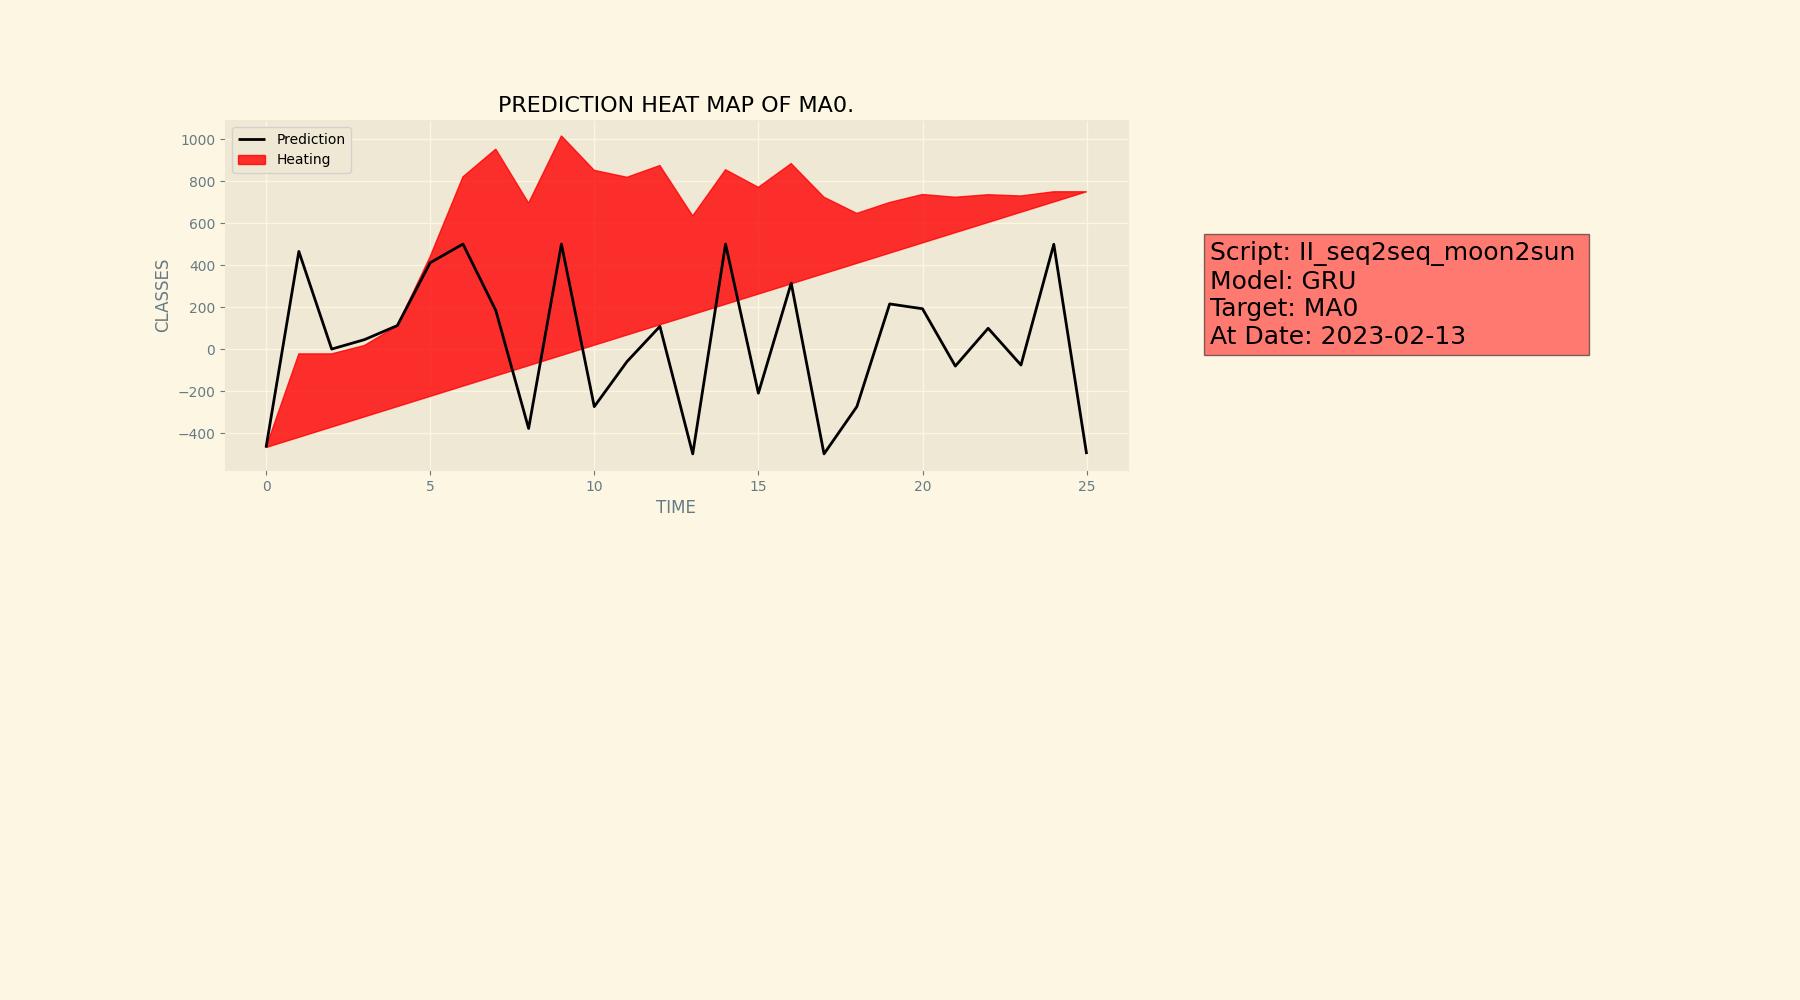 PREDICTION HEAT MAP OF MA0.
Prediction
Heating
CLASSES
1000
800
600
400
200
0
−200
−400
0 5 10 15 20 25
TIME
Script: II_seq2seq_moon2sun
Model: GRU
Target: MA0
At Date: 2023-02-13